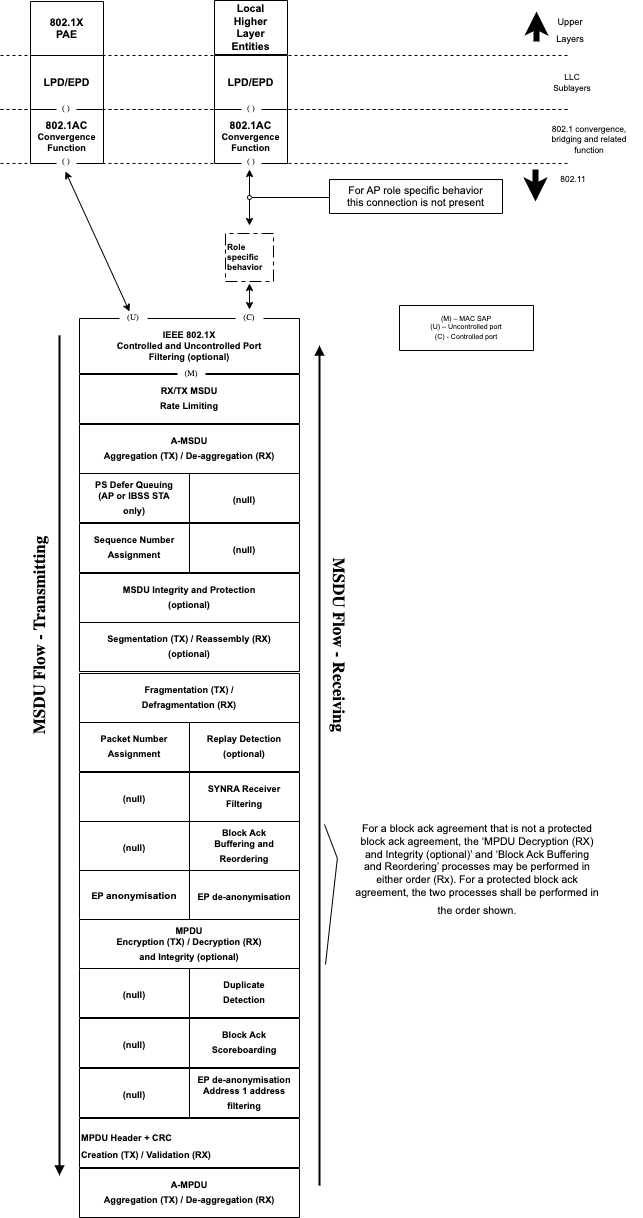 802.1X
PAE
Local
Higher
Layer
Entities
Upper
Layers
LPD/EPD
LPD/EPD
LLC
Sublayers
( )
( )
802.1AC
Convergence
Function
802.1AC
Convergence
Function
802.1 convergence,
bridging and related
function
( )
( )
802.11
For AP role specific behavior
this connection is not present
Role
specific
behavior
(U)
(C)
(M) – MAC SAP
(U) – Uncontrolled port
(C) - Controlled port
IEEE 802.1X
Controlled and Uncontrolled Port
Filtering (optional)
(M)
RX/TX MSDU
Rate Limiting
A-MSDU
Aggregation (TX) / De-aggregation (RX)
PS Defer Queuing
(AP or IBSS STA
only)
(null)
Sequence Number
Assignment
(null)
MSDU Flow - Transmitting
MSDU Flow - Receiving
MSDU Integrity and Protection
(optional)
Segmentation (TX) / Reassembly (RX)
(optional)
Fragmentation (TX) /
Defragmentation (RX)
Packet Number
Assignment
Replay Detection
(optional)
(null)
SYNRA Receiver
Filtering
(null)
Block Ack
Buffering and
Reordering
For a block ack agreement that is not a protected
block ack agreement, the ‘MPDU Decryption (RX)
and Integrity (optional)’ and ‘Block Ack Buffering
and Reordering’ processes may be performed in
either order (Rx). For a protected block ack
agreement, the two processes shall be performed in
the order shown.
EP anonymisation
EP de-anonymisation
MPDU
Encryption (TX) / Decryption (RX)
and Integrity (optional)
(null)
Duplicate
Detection
(null)
Block Ack
Scoreboarding
(null)
EP de-anonymisation
Address 1 address
filtering
MPDU Header + CRC
Creation (TX) / Validation (RX)
A-MPDU
Aggregation (TX) / De-aggregation (RX)